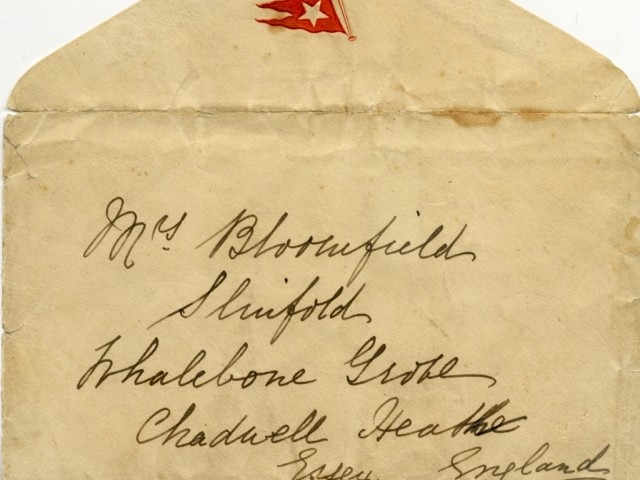 Mrs Bloomfield
Slinfold
Whalebone Grove
Chadwell Heath
Essex England